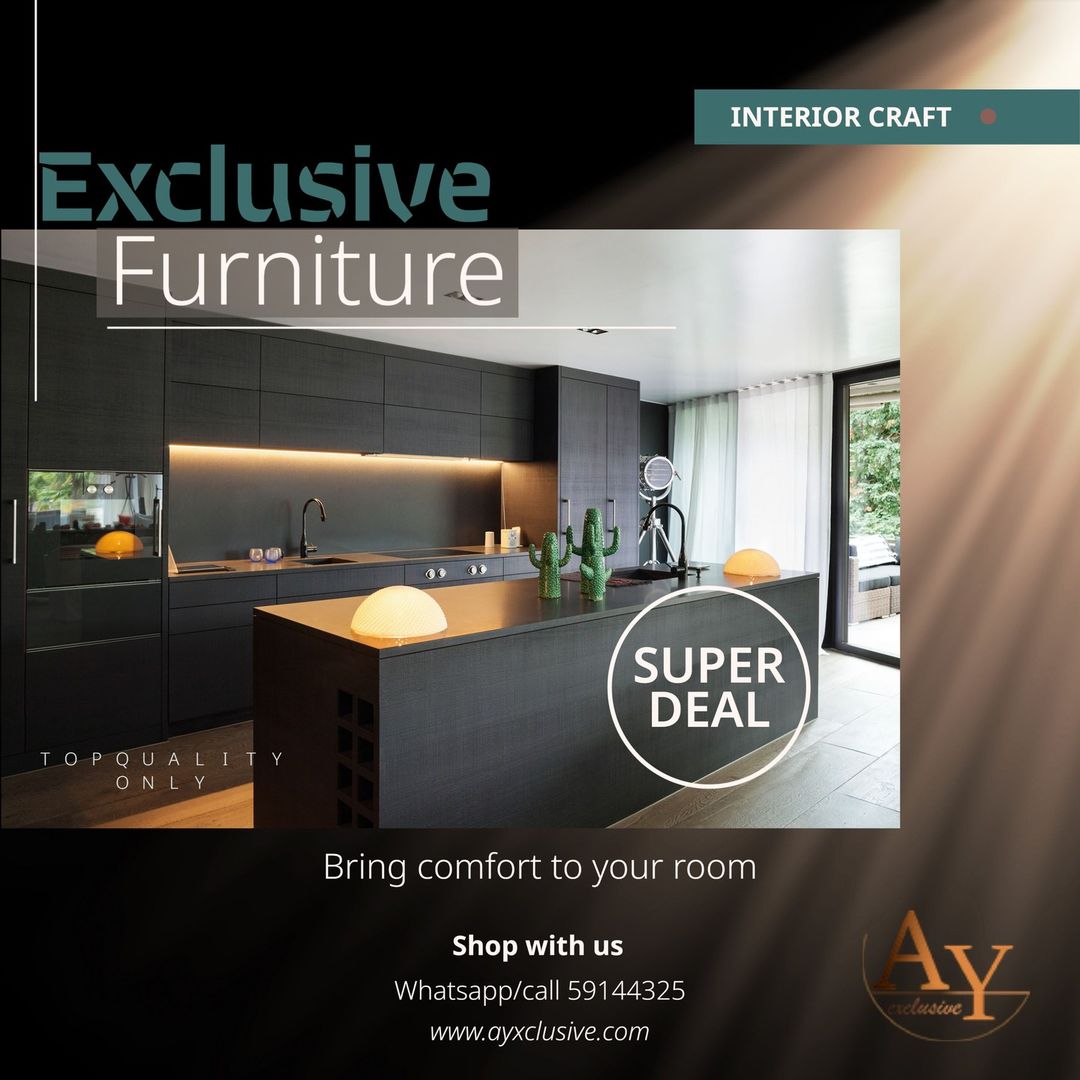 INTERIOR CRAFT
Exclusive
Furniture
SUPER
DEAL
TOPQUALITY
ONLY
Bring comfort to your room
Shop with us
Whatsapp/call 59144325
www.ayxclusive.com
AY
exclusive